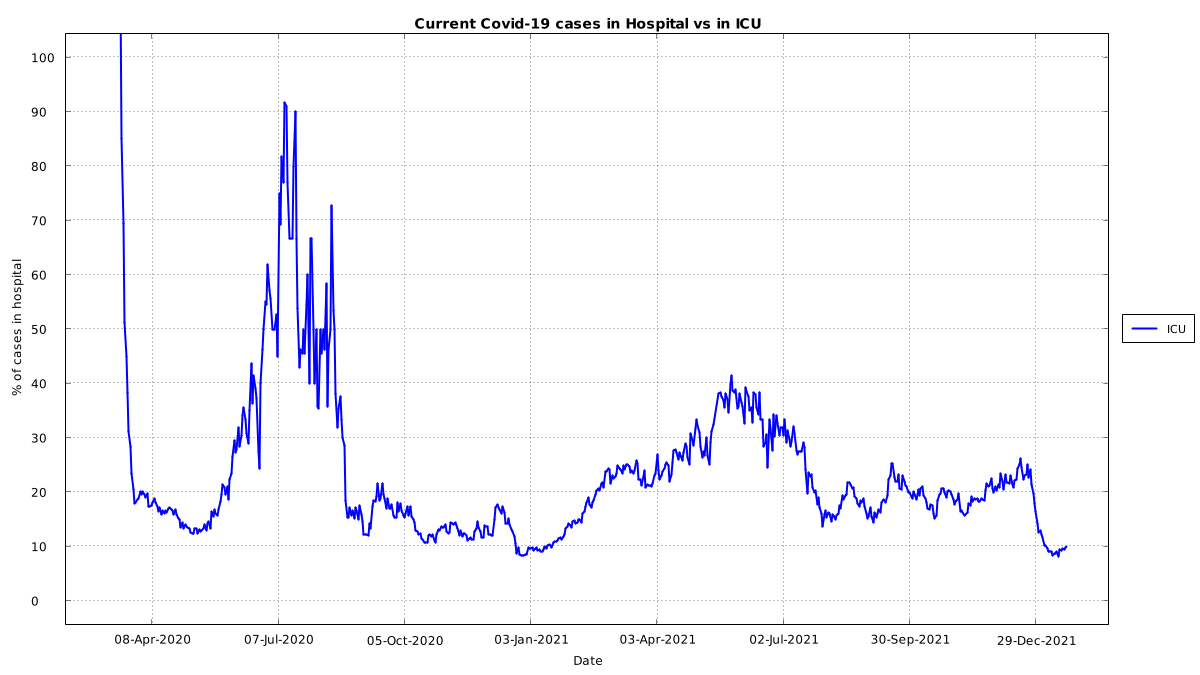 Current Covid-19 cases in Hospital vs in ICU
% of cases in hospital
100
90
80
70
60
50
40
30
20
10
0
08-Apr-2020
07-Jul-2020
05-Oct-2020
03-Jan-2021
03-Apr-2021
02-Jul-2021
30-Sep-2021
29-Dec-2021
Date
ICU